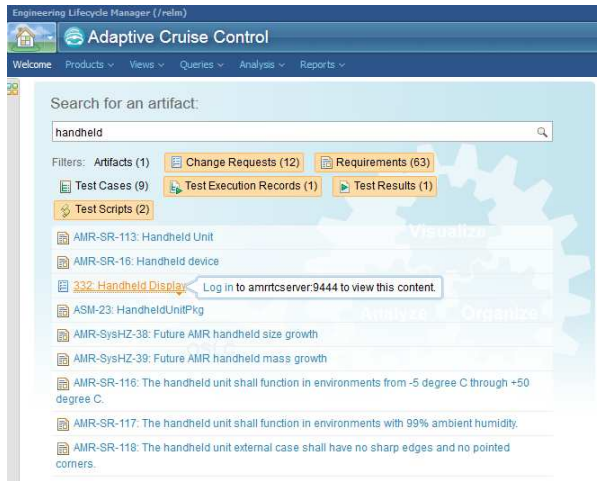 Engineering Lifecycle Manager (/relm)
Adaptive Cruise Control
Welcome Products Views Queries Analysis Reports
Search for an artifact:
handheld
Filters: Artifacts (1) Change Requests (12) Requirements (63)
Test Cases (9) Test Execution Records (1) Test Results (1)
Test Scripts (2)
Visualize
AMR-SR-113: Handheld Unit
AMR-SR-16: Handheld device
332: Handheld Display Log in to amrrtcserver:9444 to view this content.
ASM-23: HandheldUnitPkg
Analyze Organize
AMR-SysHZ-38: Future AMR handheld size growth
OSLC
AMR-SysHZ-39: Future AMR handheld mass growth
AMR-SR-116: The handheld unit shall function in environments from -5 degree C through +50
degree C.
AMR-SR-117: The handheld unit shall function in environments with 99% ambient humidity.
AMR-SR-118: The handheld unit external case shall have no sharp edges and no pointed
corners.